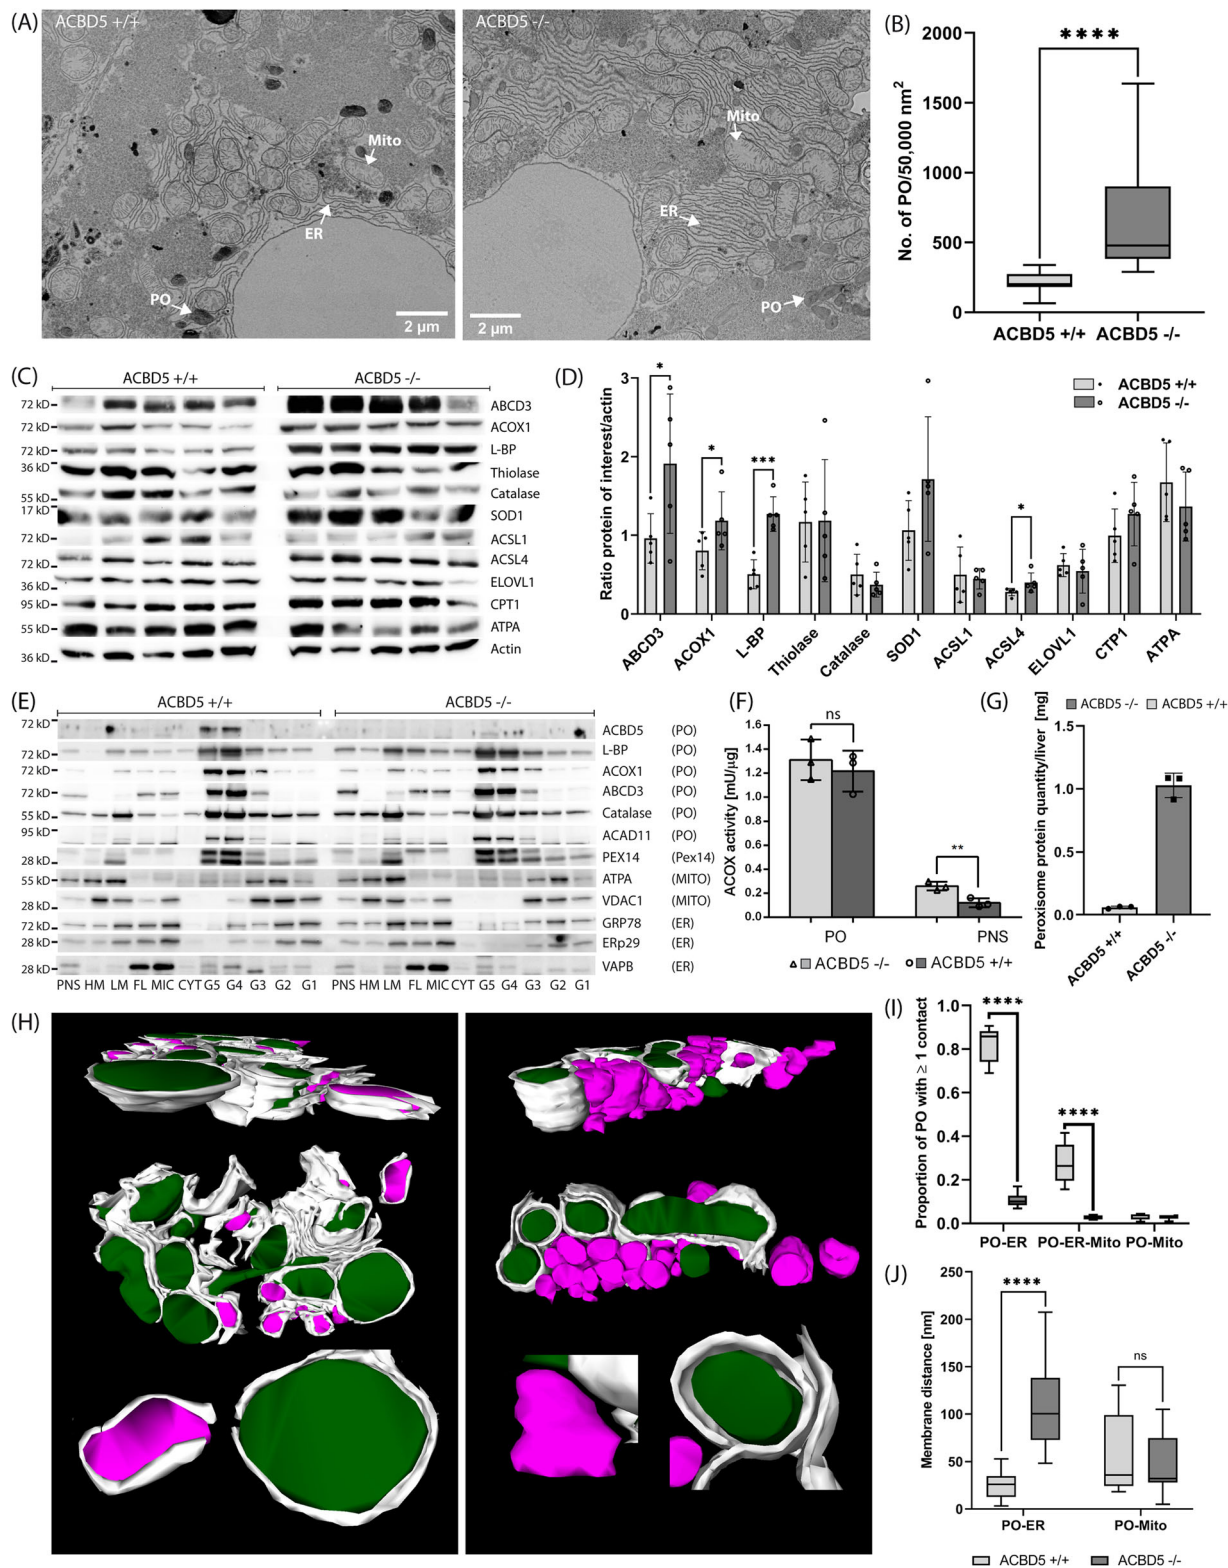 (A)
ACBD5 +/+
Mito
ER
PO
2 µm
ACBD5 -/-
Mito
ER
PO
2 µm
(B)
No. of PO/50,000 nm²
2000
1500
1000
500
0
****
ACBD5 +/+ ACBD5 -/-
(C)
ACBD5 +/+ ACBD5 -/-
72 kD ABCD3
72 kD ACOX1
72 kD L-BP
36 kD Thiolase
55 kD Catalase
17 kD SOD1
72 kD ACSL1
55 kD ACSL4
36 kD ELOVL1
95 kD CPT1
55 kD ATPA
36 kD Actin
(D)
Ratio protein of interest/actin
3
2
1
0
* * *** *
ACBD5 +/+
ACBD5 -/-
ABCD3 ACOX1 L-BP Thiolase Catalase SOD1 ACSL1 ACSL4 ELOVL1 CTP1 ATPA
(E)
ACBD5 +/+ ACBD5 -/-
72 kD ACBD5 (PO)
72 kD L-BP (PO)
72 kD ACOX1 (PO)
72 kD ABCD3 (PO)
55 kD Catalase (PO)
95 kD ACAD11 (PO)
28 kD PEX14 (Pex14)
55 kD ATPA (MITO)
28 kD VDAC1 (MITO)
72 kD GRP78 (ER)
28 kD ERp29 (ER)
28 kD VAPB (ER)
PNS HM LM FL MIC CYT G5 G4 G3 G2 G1 PNS HM LM FL MIC CYT G5 G4 G3 G2 G1
(F)
ACOX activity [mU/µg]
1.6
1.4
1.2
1.0
0.8
0.6
0.4
0.2
0.0
ns
**
PO PNS
ACBD5 -/- ACBD5 +/+
(G)
ACBD5 -/- ACBD5 +/+
Peroxisome protein quantity/liver [mg]
1.5
1.0
0.5
0.0
ACBD5 +/+ ACBD5 -/-
(H)
(I)
Proportion of PO with ≥ 1 contact
1.0
0.8
0.6
0.4
0.2
0.0
****
****
PO-ER PO-ER-Mito PO-Mito
(J)
Membrane distance [nm]
250
200
150
100
50
0
****
ns
PO-ER PO-Mito
ACBD5 +/+ ACBD5 -/-